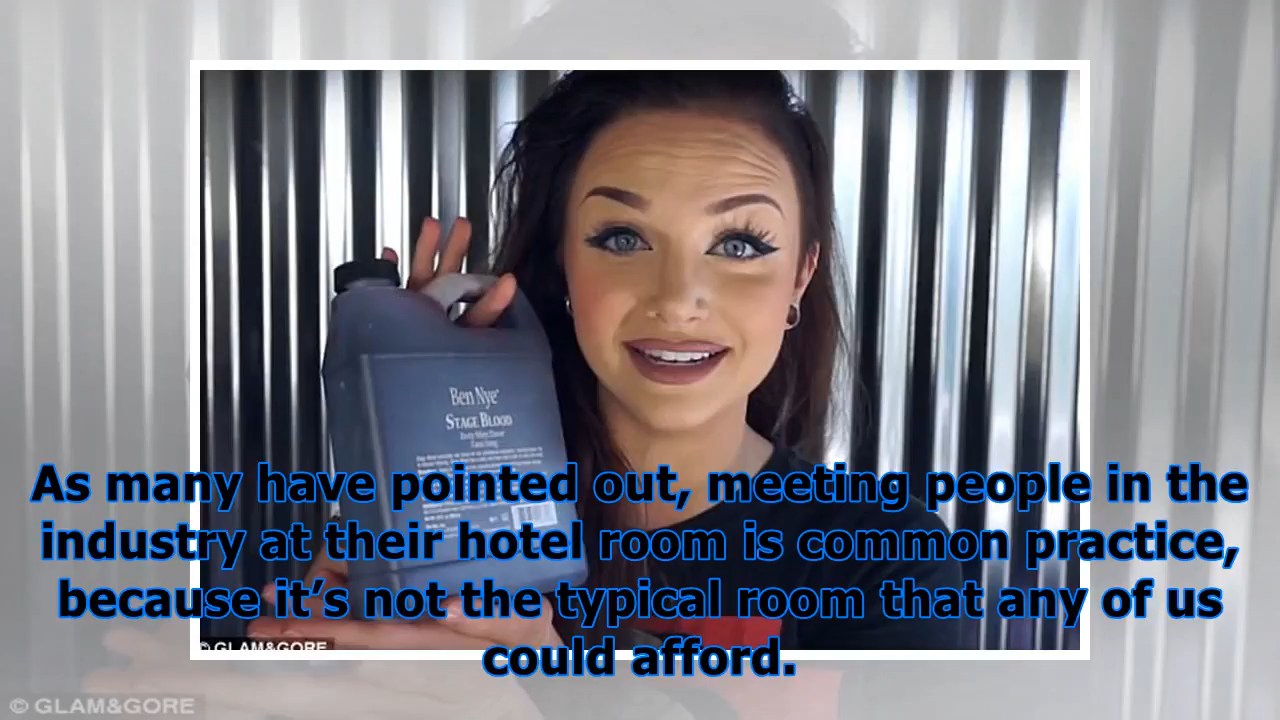 Ben Nye
STAGE BLOOD
As many have pointed out, meeting people in the
industry at their hotel room is common practice,
because it’s not the typical room that any of us
could afford.
© GLAM&GORE
© GLAM&GORE